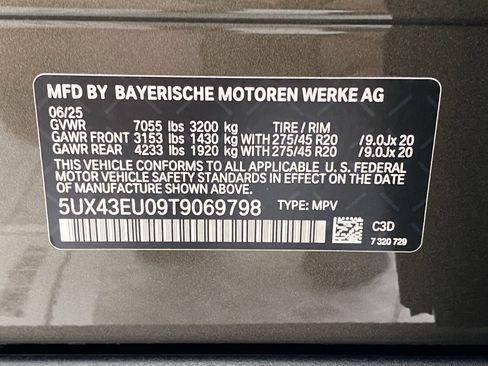 MFD BY BAYERISCHE MOTOREN WERKE AG
06/25
GVWR 7055 lbs 3200 kg TIRE / RIM
GAWR FRONT 3153 lbs 1430 kg WITH 275/45 R20 /9.0Jx 20
GAWR REAR 4233 lbs 1920 kg WITH 275/45 R20 /9.0Jx 20
THIS VEHICLE CONFORMS TO ALL APPLICABLE U. S. FEDERAL
MOTOR VEHICLE SAFETY STANDARDS IN EFFECT ON THE DATE
OF MANUFACTURE SHOWN ABOVE.
5UX43EU09T9069798 TYPE: MPV
C3D
7 320 729